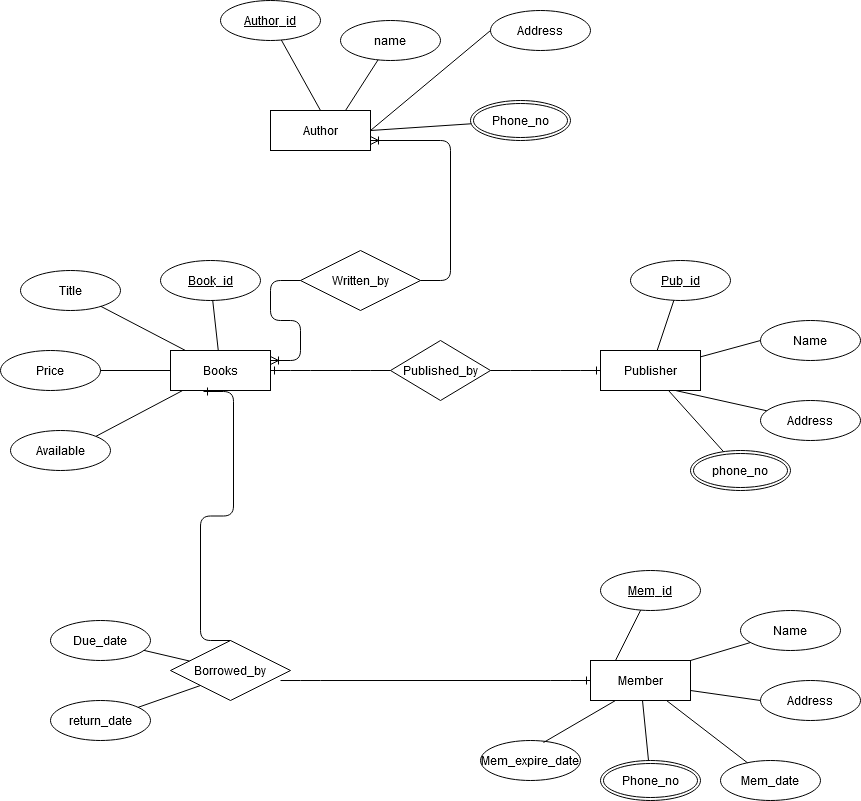 Author_id
name
Address
Author
Phone_no
Written_by
Book_id
Title
Pub_id
Name
Price
Books
Published_by
Publisher
Address
Available
phone_no
Mem_id
Due_date
Name
Borrowed_by
Member
Address
return_date
Mem_expire_date
Phone_no
Mem_date